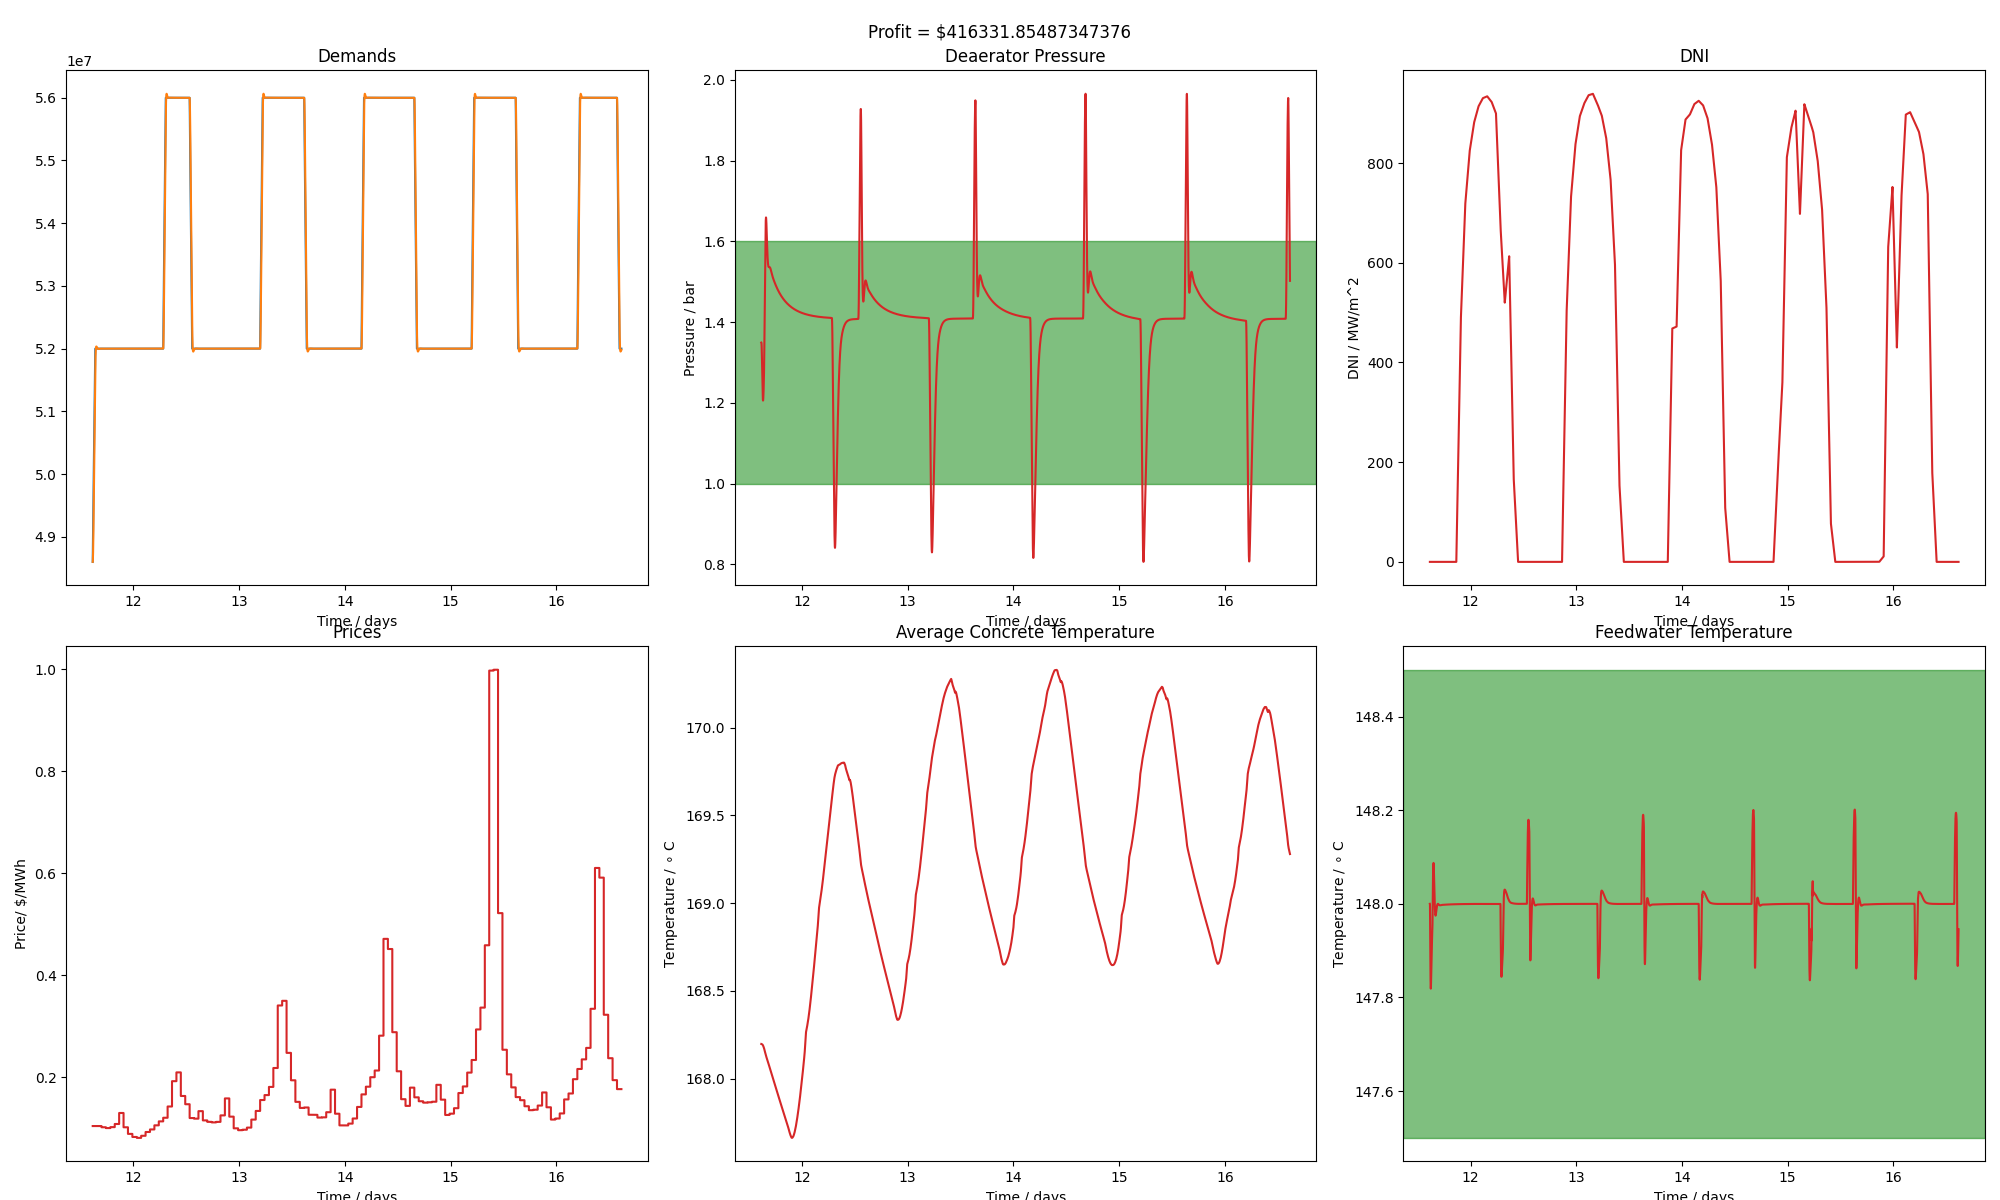 Profit = $416331.85487347376
Demands
1e7
5.6
5.5
5.4
5.3
5.2
5.1
5.0
4.9
12 13 14 15 16
Time / days
Deaerator Pressure
Pressure / bar
2.0
1.8
1.6
1.4
1.2
1.0
0.8
12 13 14 15 16
Time / days
DNI
DNI / MW/m^2
800
600
400
200
0
12 13 14 15 16
Time / days
Prices
Price/ $/MWh
1.0
0.8
0.6
0.4
0.2
12 13 14 15 16
Time / days
Average Concrete Temperature
Temperature / ∘ C
170.0
169.5
169.0
168.5
168.0
12 13 14 15 16
Time / days
Feedwater Temperature
Temperature / ∘ C
148.4
148.2
148.0
147.8
147.6
12 13 14 15 16
Time / days